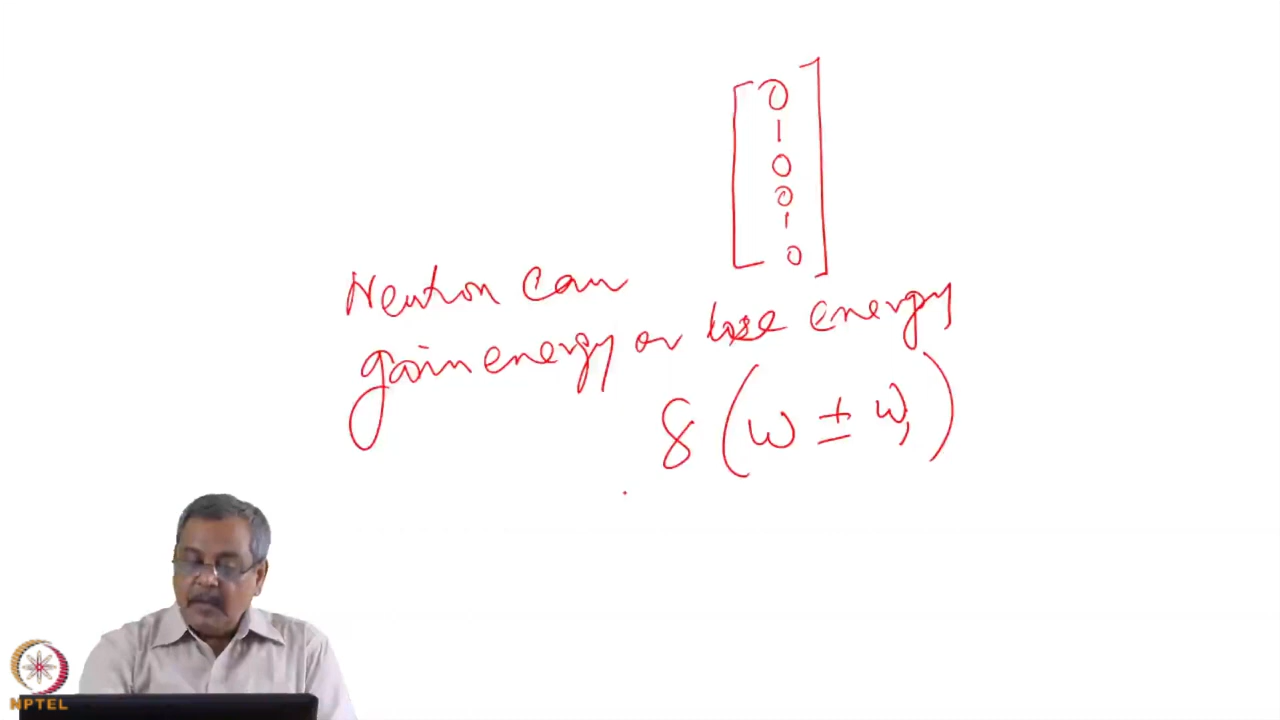 0
1
0
0
1
0
Neutron can
gain energy or lose energy
δ(ω ± ω₁)
NPTEL